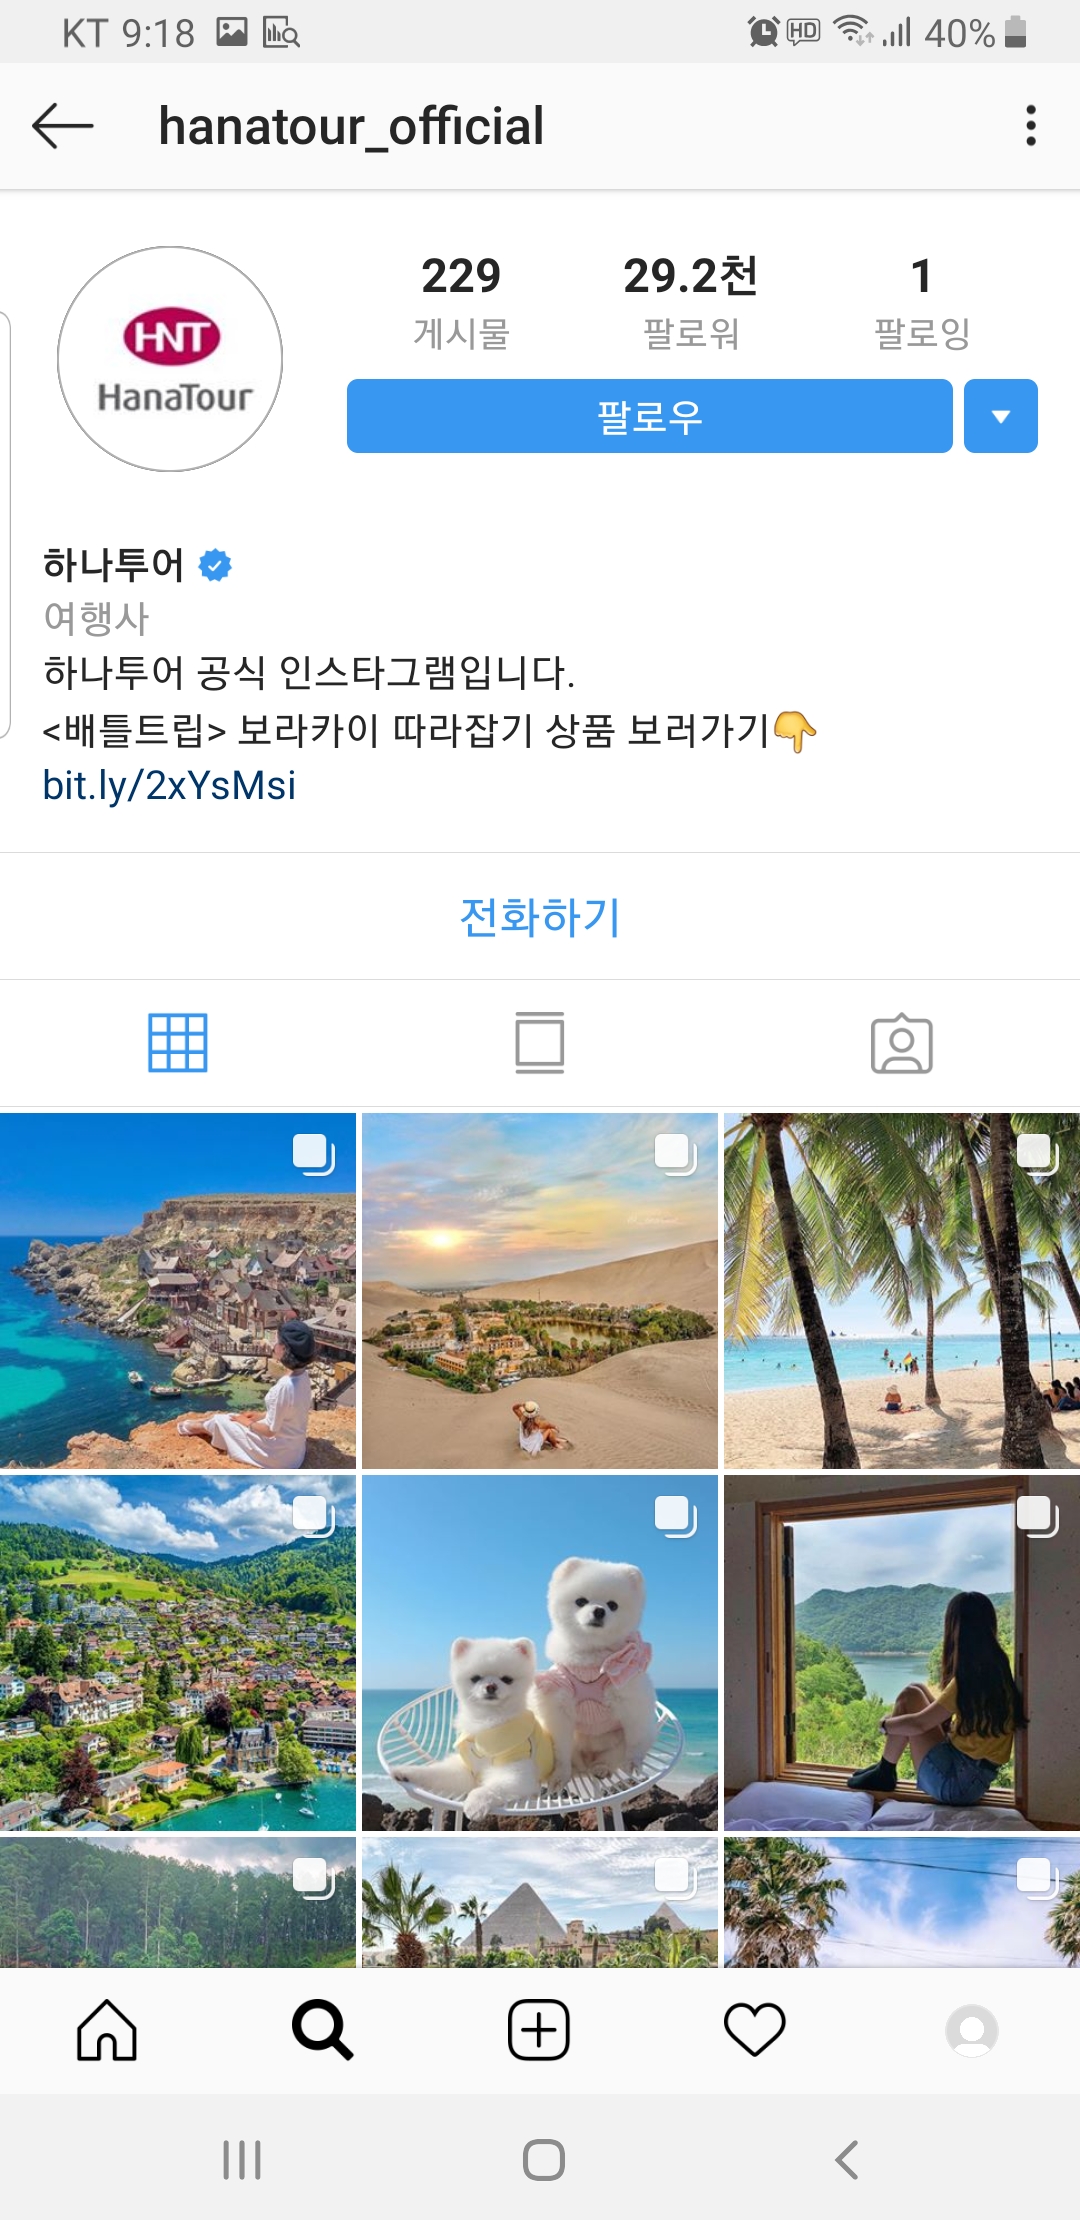 KT 9:18 HD 40%
hanatour_official
229 29.2천 1
게시물 팔로워 팔로잉
HNT
HanaTour
팔로우
하나투어
여행사
하나투어 공식 인스타그램입니다.
<배틀트립> 보라카이 따라잡기 상품 보러가기👇
bit.ly/2xYsMsi
전화하기